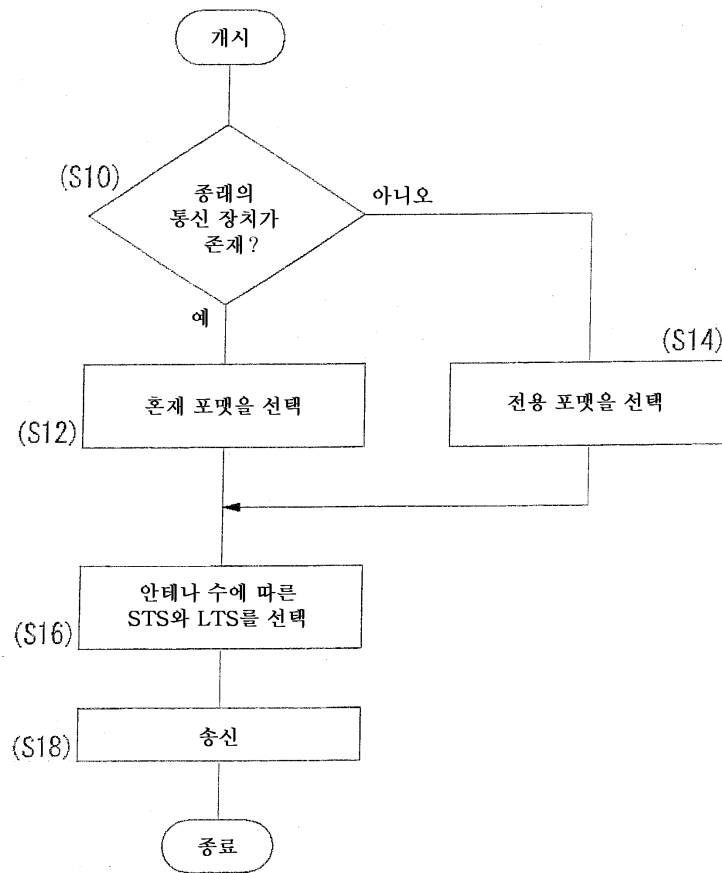 개시
(S10)
종래의
통신 장치가
존재?
아니오
예
(S14)
혼재 포맷을 선택
전용 포맷을 선택
(S12)
안테나 수에 따른
STS와 LTS를 선택
(S16)
송신
(S18)
종료